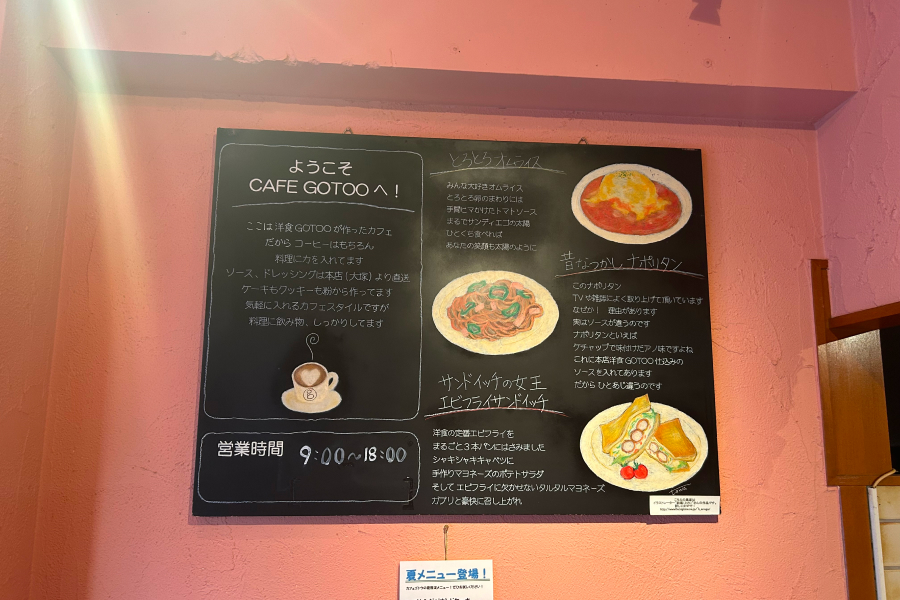 ようこそ
CAFE GOTOO へ！
ここは 洋食 GOTOO が作ったカフェ
だから コーヒーはもちろん
料理に力を入れてます
ソース、ドレッシングは本店(大塚)より直送
ケーキもクッキーも粉から作ってます
気軽に入れるカフェスタイルですが
料理に飲み物、しっかりしてます
営業時間 9:00～18:00
とろとろオムライス
みんな大好きオムライス
とろとろ卵のまわりには
手間ヒマかけたトマトソース
まるでサンディエゴの太陽
ひとくち食べれば
あなたの笑顔も太陽のように
昔なつかしナポリタン
このナポリタン
TVや雑誌によく取り上げて頂いています
なぜか！ 理由があります
実はソースが違うのです
ナポリタンといえば
ケチャップで味付けだアノ味ですよね
これに本店洋食GOTOO仕込みの
ソースを入れてあります
だから ひとあじ違うのです
サンドイッチの女王
エビフライサンドイッチ
洋食の定番エビフライを
まるごと3本パンにはさみました
シャキシャキキャベツに
手作りマヨネーズのポテトサラダ
そして エビフライに欠かせないタルタルマヨネーズ
ガブリと豪快に召し上がれ
夏メニュー登場！